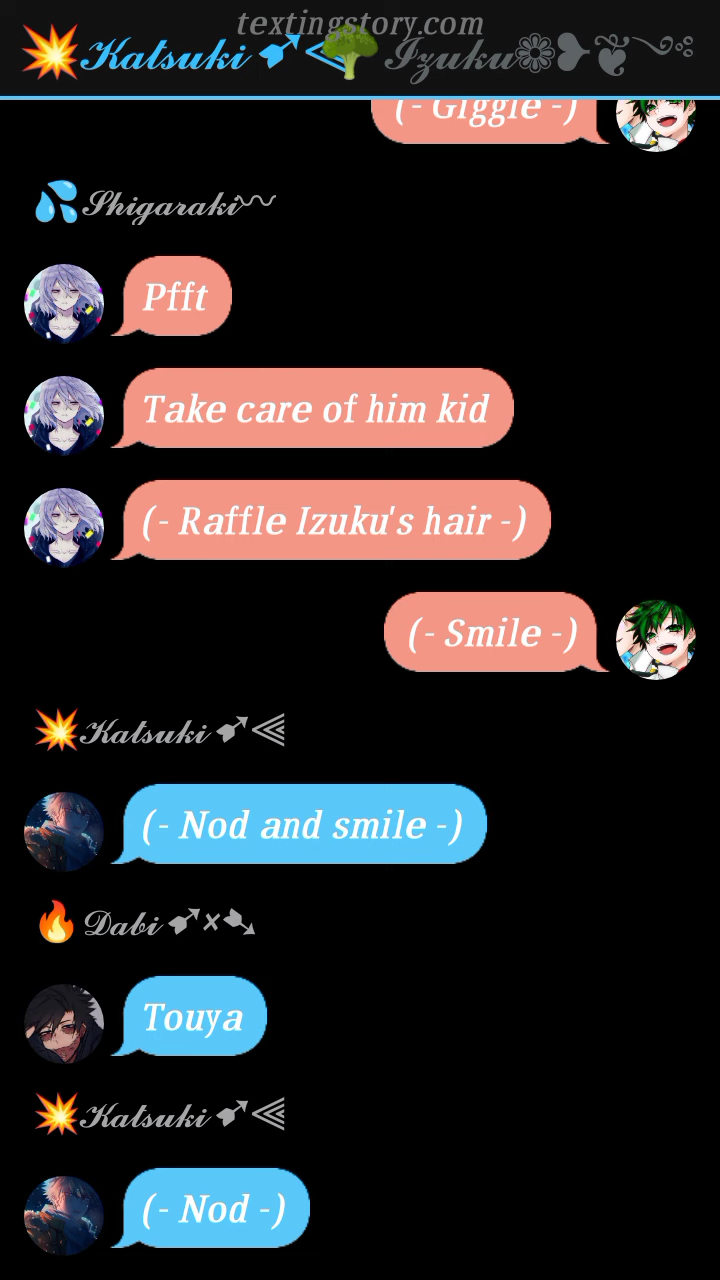 textingstory.com
💥𝓚𝓪𝓽𝓼𝓾𝓴𝓲 ➶⫷🥦𝓘𝔃𝓾𝓴𝓾❁❥❦࿐
(- Giggle -)
💦𝓢𝓱𝓲𝓰𝓪𝓻𝓪𝓴𝓲〰
Pfft
Take care of him kid
(- Raffle Izuku's hair -)
(- Smile -)
💥𝓚𝓪𝓽𝓼𝓾𝓴𝓲 ➶⫷
(- Nod and smile -)
🔥𝓓𝓪𝓫𝓲 ➶×➴
Touya
💥𝓚𝓪𝓽𝓼𝓾𝓴𝓲 ➶⫷
(- Nod -)